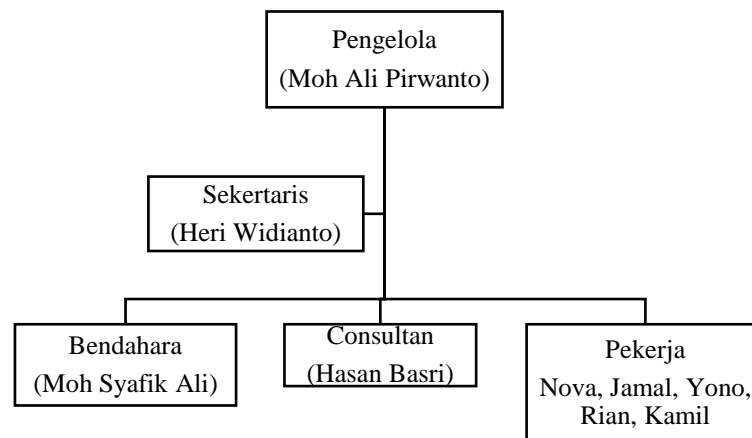 Pengelola
(Moh Ali Pirwanto)
Sekertaris
(Heri Widianto)
Bendahara
(Moh Syafik Ali)
Consultan
(Hasan Basri)
Pekerja
Nova, Jamal, Yono,
Rian, Kamil